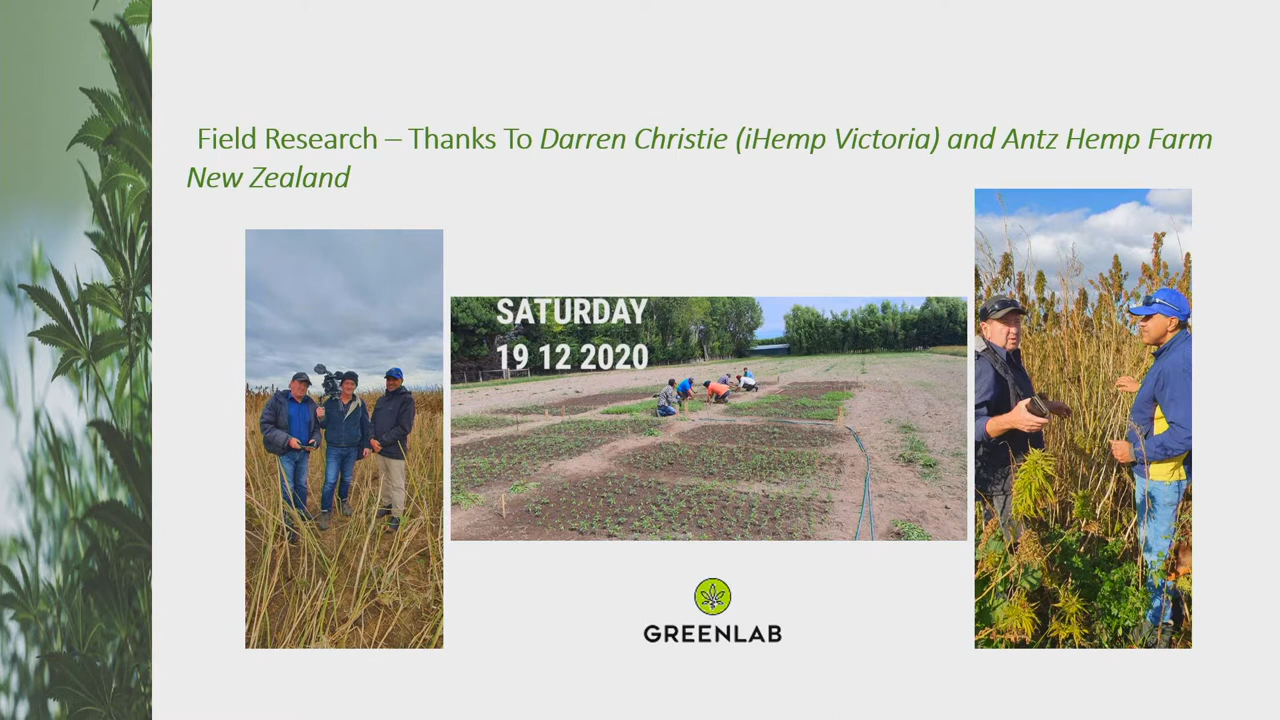 Field Research – Thanks To Darren Christie (iHemp Victoria) and Antz Hemp Farm
New Zealand
SATURDAY
19 12 2020
GREENLAB